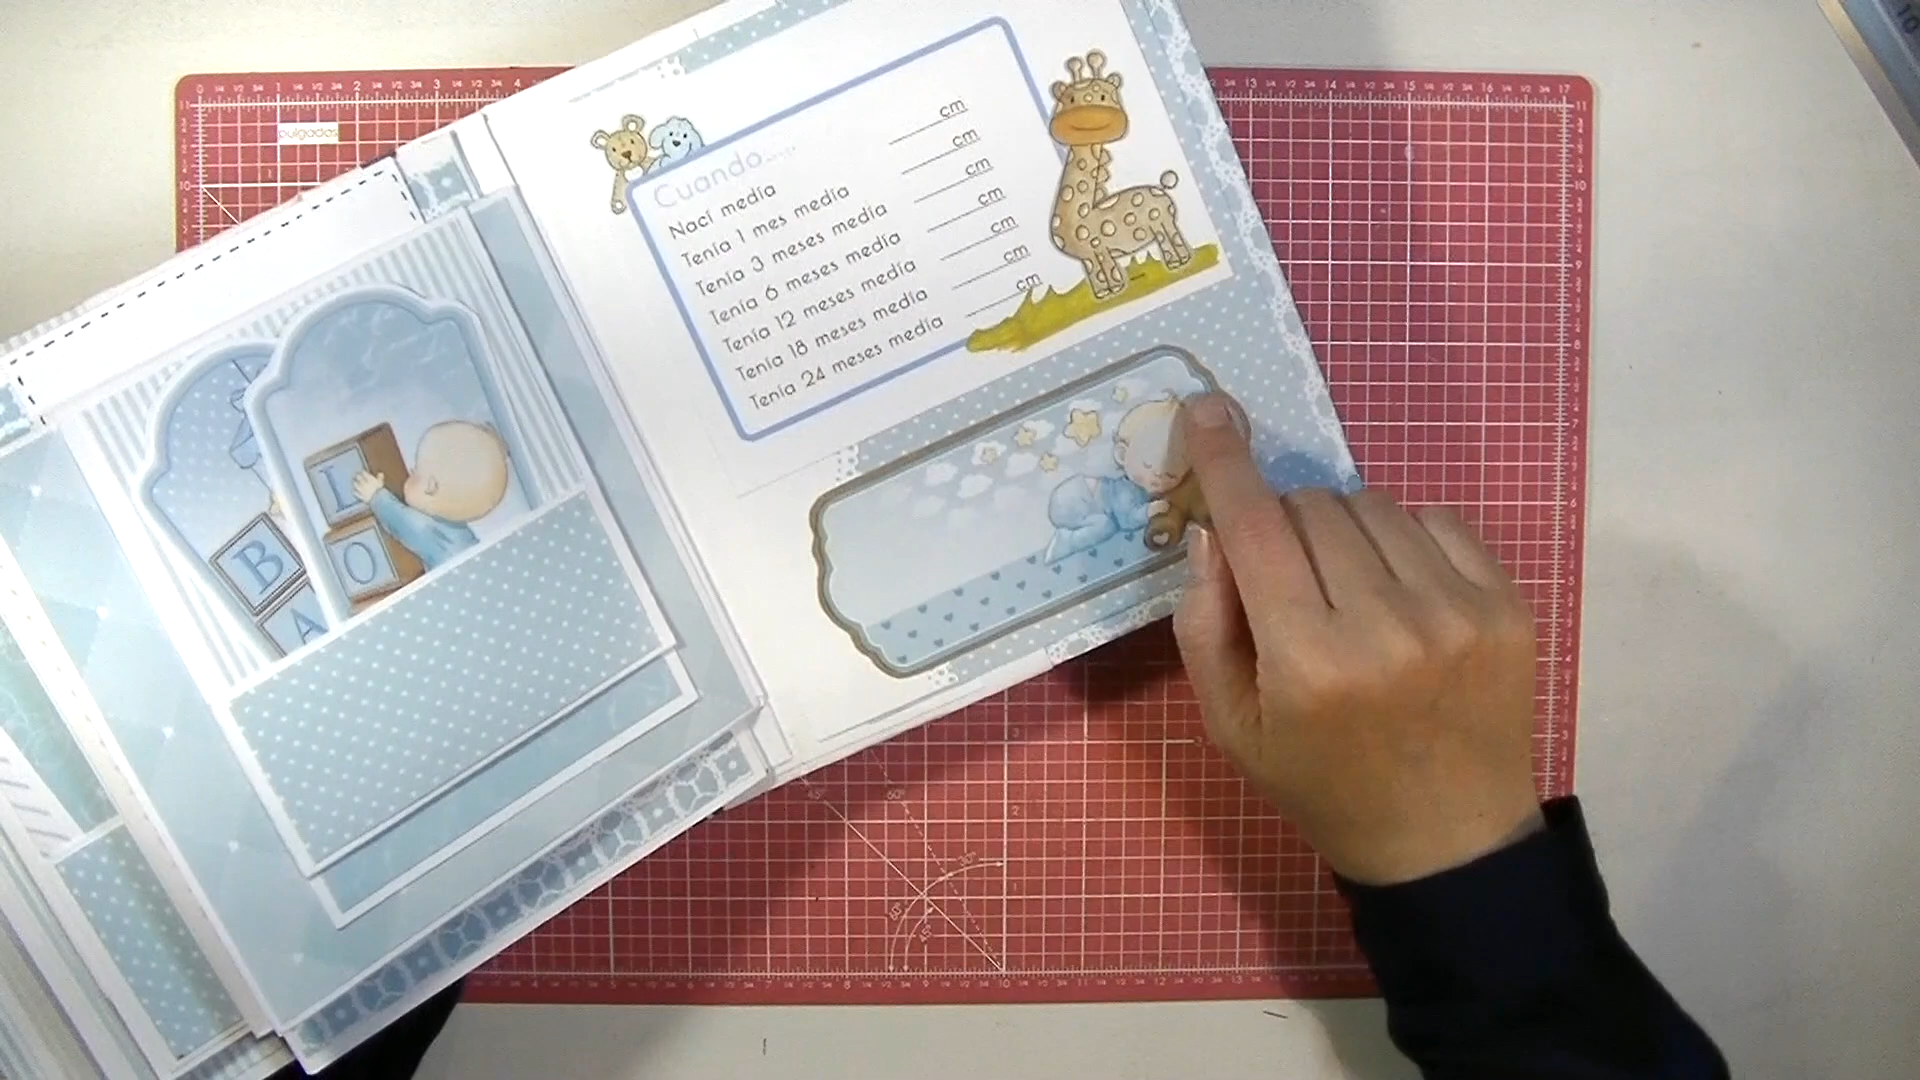 pulgadas
Cuando
Nací medía cm
Tenía 1 mes medía cm
Tenía 3 meses medía cm
Tenía 6 meses medía cm
Tenía 12 meses medía cm
Tenía 18 meses medía cm
Tenía 24 meses medía cm
L
B
O
A